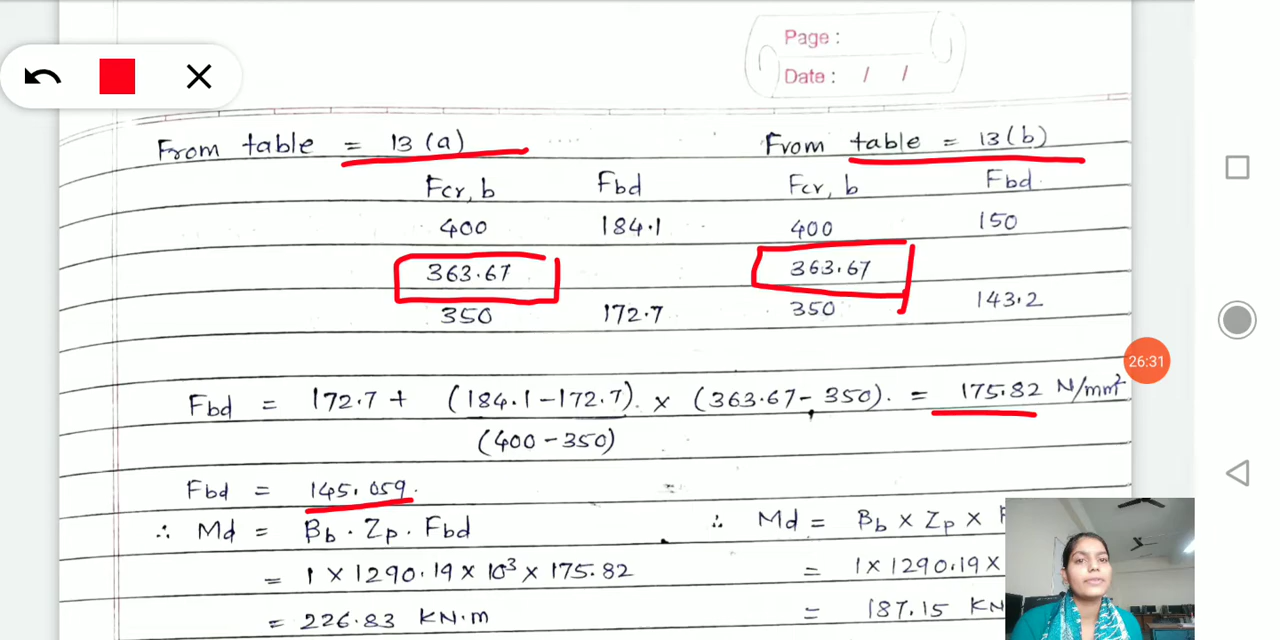 Page :
Date : / /
From table = 13 (a) From table = 13 (b)
Fcr, b Fbd Fcr, b Fbd
400 184.1 400 150
363.67 363.67
350 172.7 350 143.2
26:31
Fbd = 172.7 + (184.1-172.7). x (363.67-350). = 175.82 N/mm²
(400-350)
Fbd = 145.059.
∴ Md = Bb . Zp . Fbd ∴ Md = Bb x Zp x
= 1 x 1290.19 x 10³ x 175.82 = 1 x 1290.19 x
= 226.83 KN.m = 187.15 KN